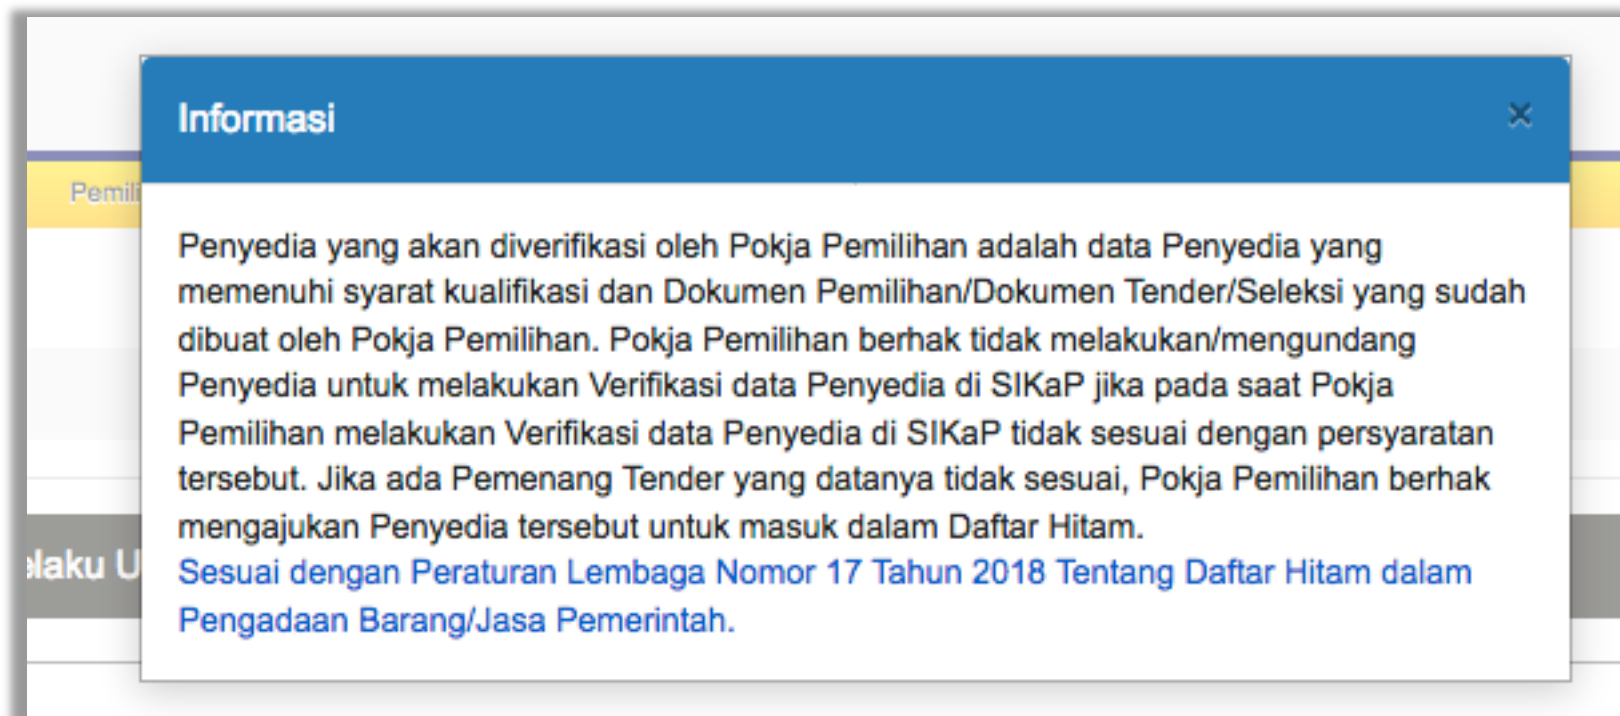 Informasi
×
Pemili
Penyedia yang akan diverifikasi oleh Pokja Pemilihan adalah data Penyedia yang
memenuhi syarat kualifikasi dan Dokumen Pemilihan/Dokumen Tender/Seleksi yang sudah
dibuat oleh Pokja Pemilihan. Pokja Pemilihan berhak tidak melakukan/mengundang
Penyedia untuk melakukan Verifikasi data Penyedia di SIKaP jika pada saat Pokja
Pemilihan melakukan Verifikasi data Penyedia di SIKaP tidak sesuai dengan persyaratan
tersebut. Jika ada Pemenang Tender yang datanya tidak sesuai, Pokja Pemilihan berhak
mengajukan Penyedia tersebut untuk masuk dalam Daftar Hitam.
elaku U
Sesuai dengan Peraturan Lembaga Nomor 17 Tahun 2018 Tentang Daftar Hitam dalam
Pengadaan Barang/Jasa Pemerintah.